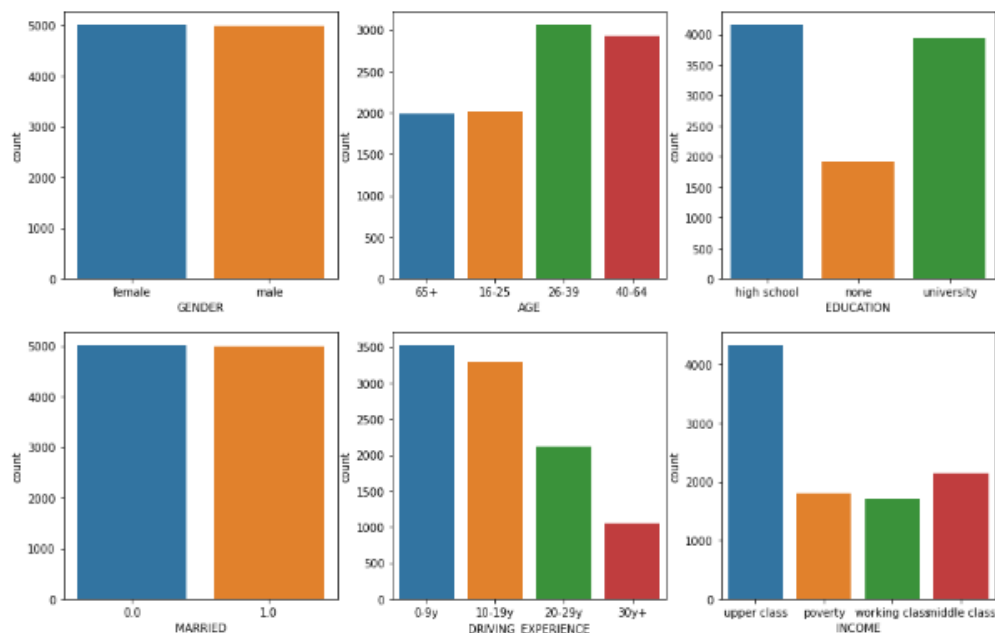 5000
4000
3000
2000
1000
0
count
female
male
GENDER
3000
2500
2000
1500
1000
500
0
count
65+
16-25
26-39
40-64
AGE
4000
3500
3000
2500
2000
1500
1000
500
0
count
high school
none
university
EDUCATION
5000
4000
3000
2000
1000
0
count
0.0
1.0
MARRIED
3500
3000
2500
2000
1500
1000
500
0
count
0-9y
10-19y
20-29y
30y+
DRIVING_EXPERIENCE
4000
3000
2000
1000
0
count
upper class
poverty
working class
middle class
INCOME